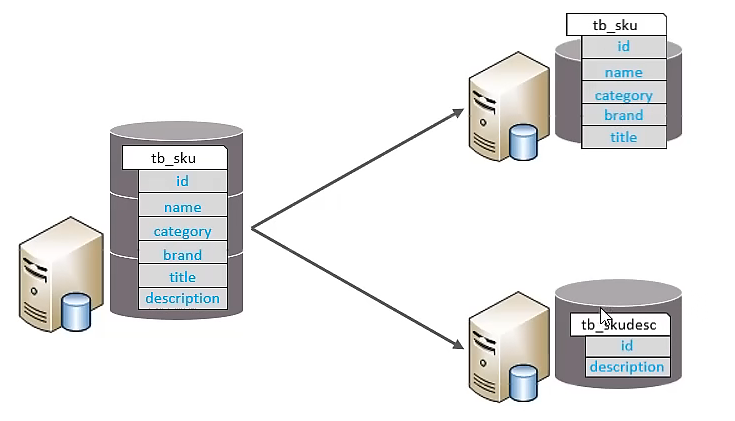 tb_sku
id
name
category
brand
title
description
tb_sku
id
name
category
brand
title
tb_skudesc
id
description